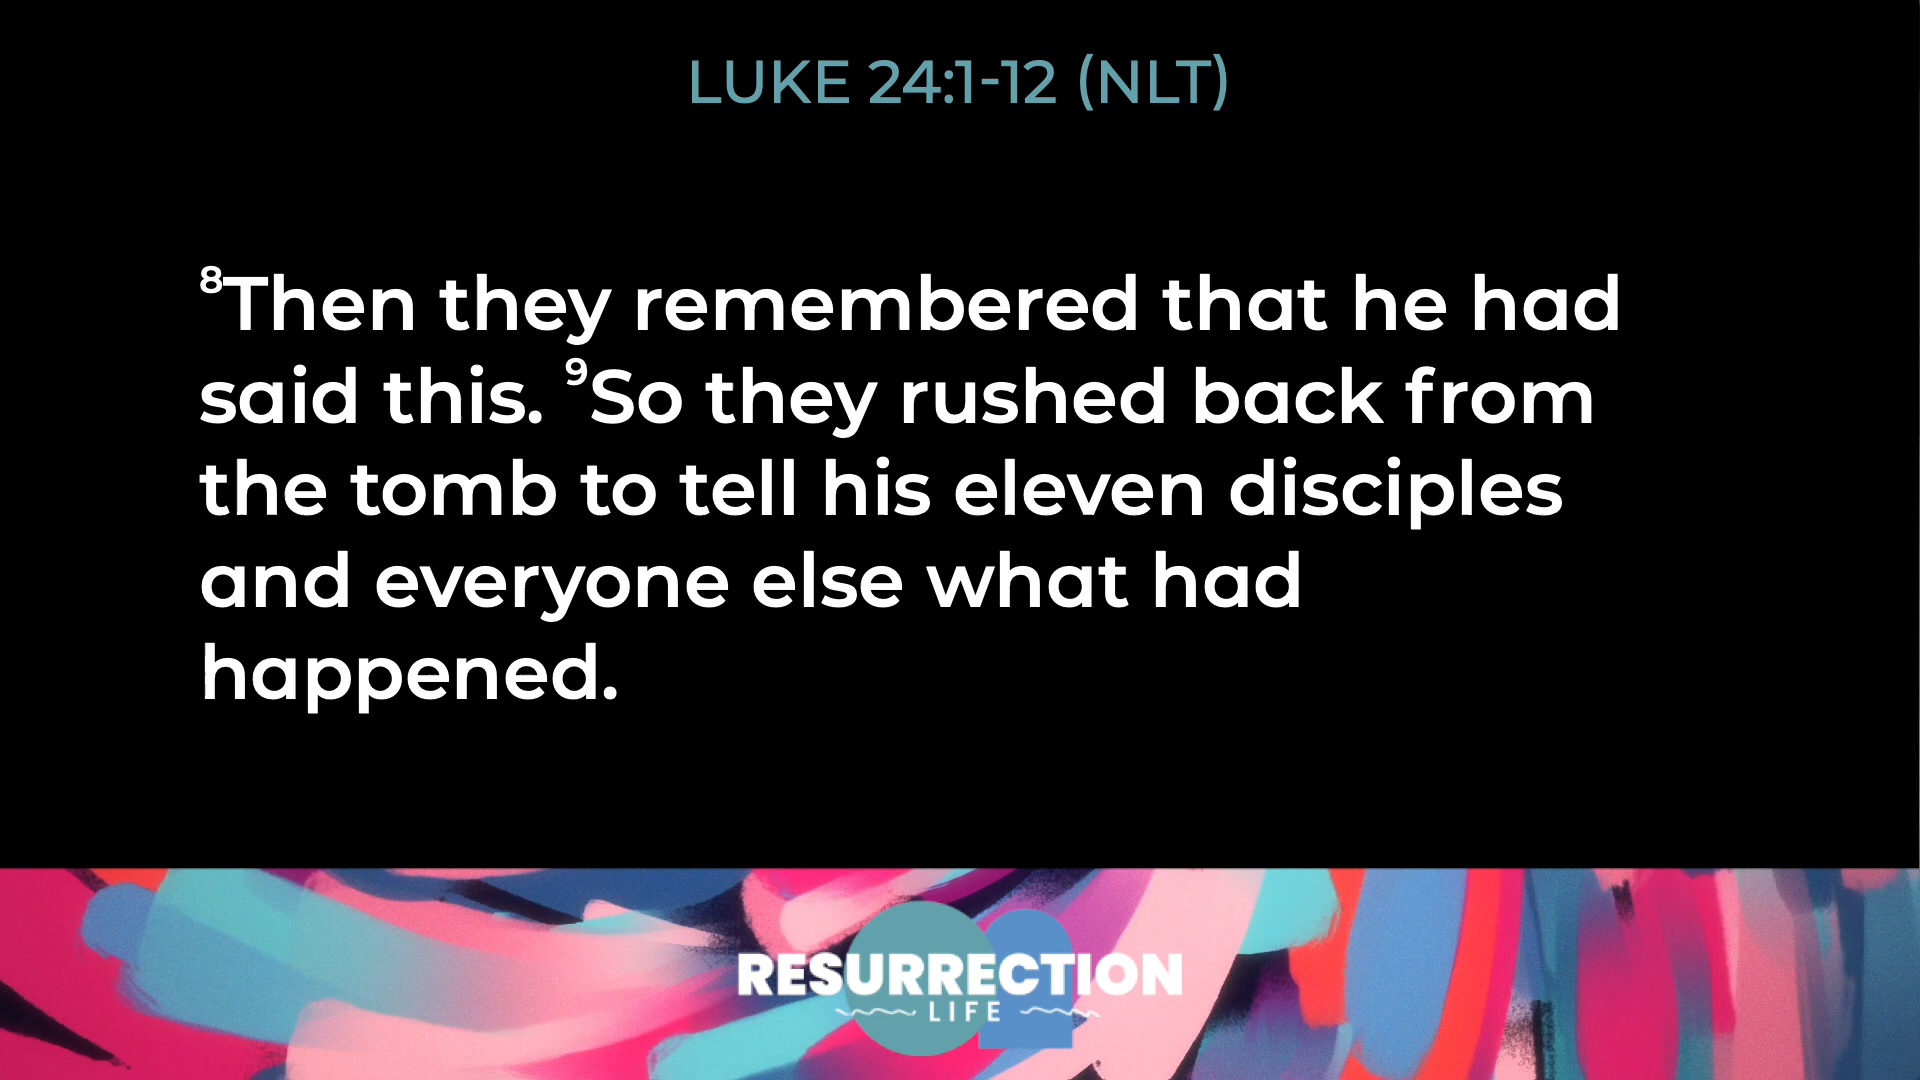 LUKE 24:1-12 (NLT)
⁸Then they remembered that he had
said this. ⁹So they rushed back from
the tomb to tell his eleven disciples
and everyone else what had
happened.
RESURRECTION
LIFE